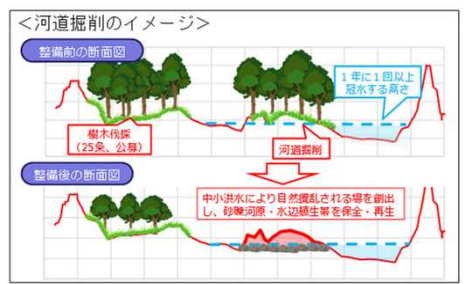 ＜河道掘削のイメージ＞
整備前の断面図
１年に１回以上
冠水する高さ
樹木伐採
（25条、公募）
河道掘削
整備後の断面図
中小洪水により自然攪乱される場を創出
し、砂礫河原・水辺植生帯を保全・再生